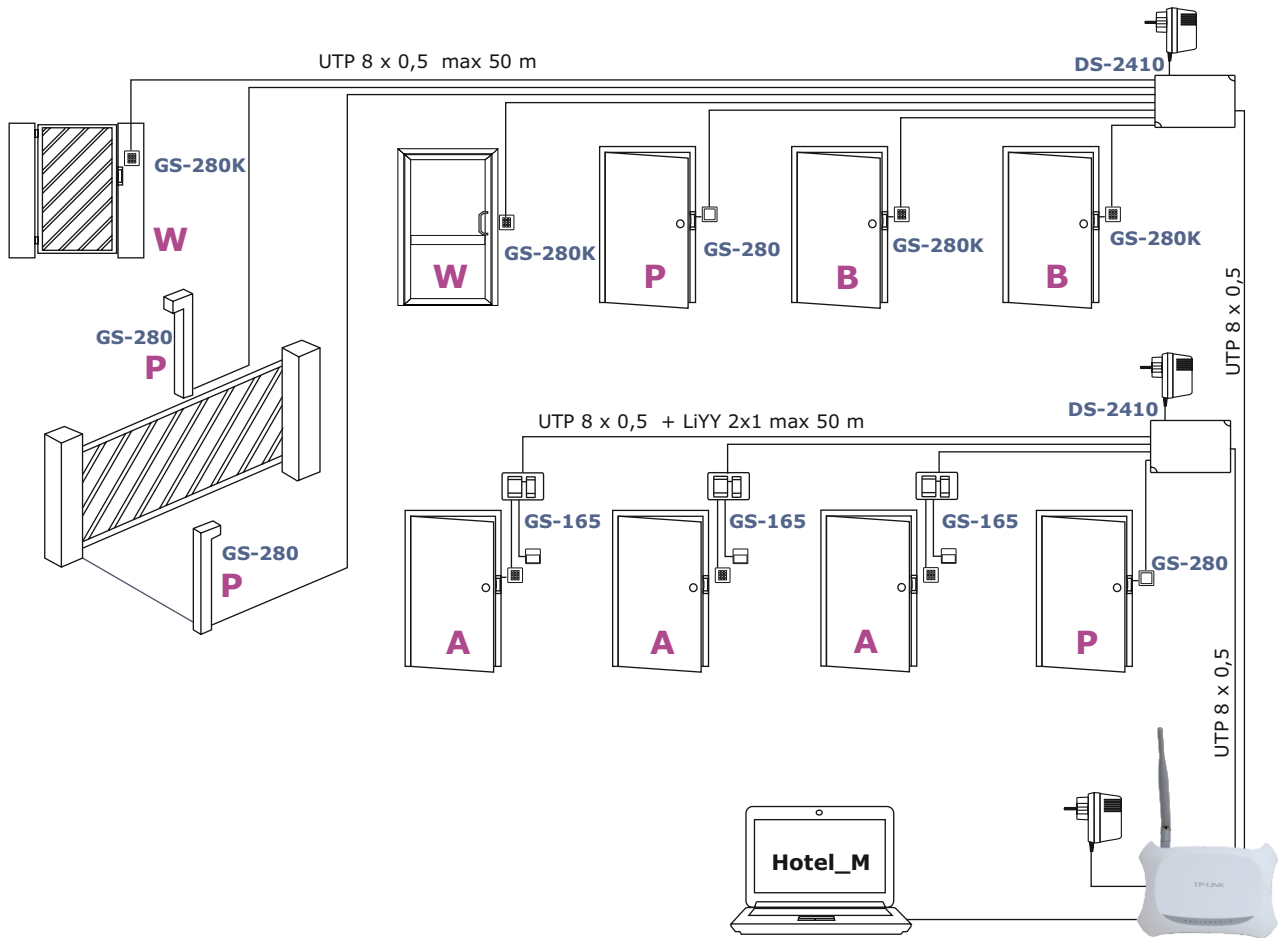 UTP 8 x 0,5 max 50 m
DS-2410
GS-280K
W
GS-280K
W
GS-280
P
GS-280K
B
GS-280K
B
UTP 8 x 0,5
GS-280
P
GS-280
P
DS-2410
UTP 8 x 0,5 + LiYY 2x1 max 50 m
GS-165
A
GS-165
A
GS-165
A
GS-280
P
UTP 8 x 0,5
Hotel_M
TP-LINK